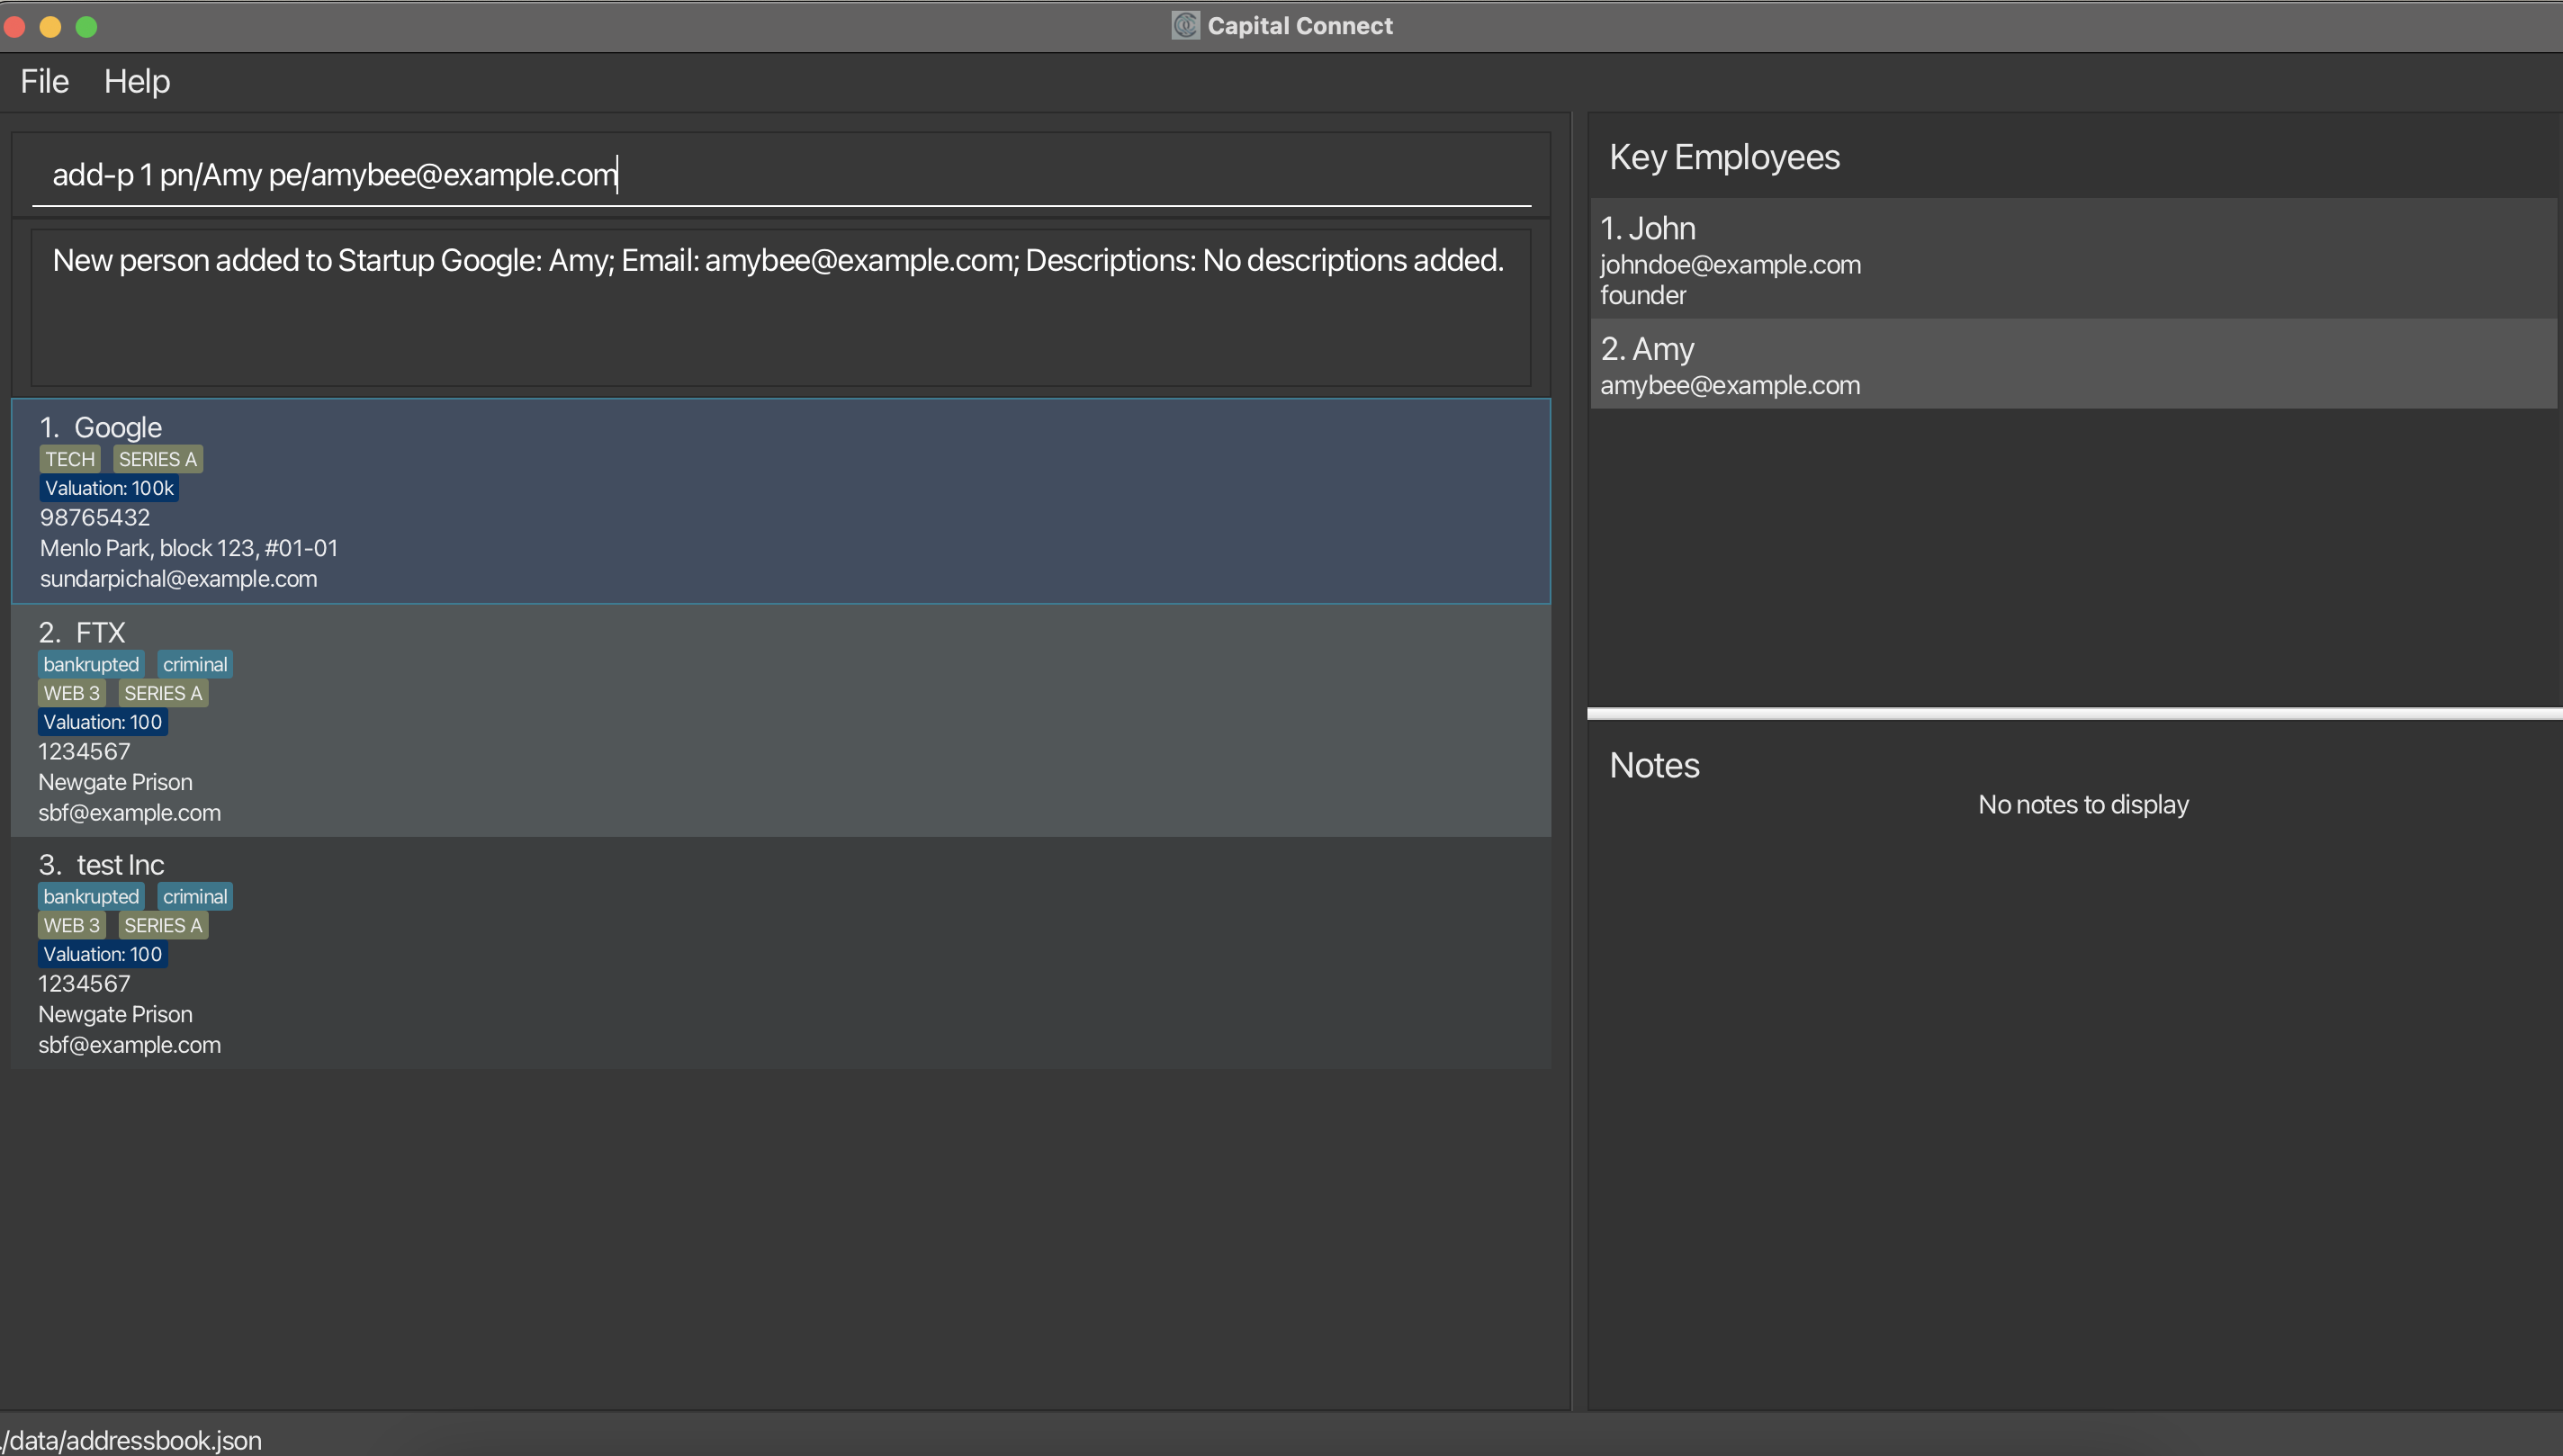 Capital Connect
File Help
add-p 1 pn/Amy pe/amybee@example.com
New person added to Startup Google: Amy; Email: amybee@example.com; Descriptions: No descriptions added.
1. Google
TECH SERIES A
Valuation: 100k
98765432
Menlo Park, block 123, #01-01
sundarpichal@example.com
2. FTX
bankrupted criminal
WEB 3 SERIES A
Valuation: 100
1234567
Newgate Prison
sbf@example.com
3. test Inc
bankrupted criminal
WEB 3 SERIES A
Valuation: 100
1234567
Newgate Prison
sbf@example.com
Key Employees
1. John
johndoe@example.com
founder
2. Amy
amybee@example.com
Notes
No notes to display
./data/addressbook.json